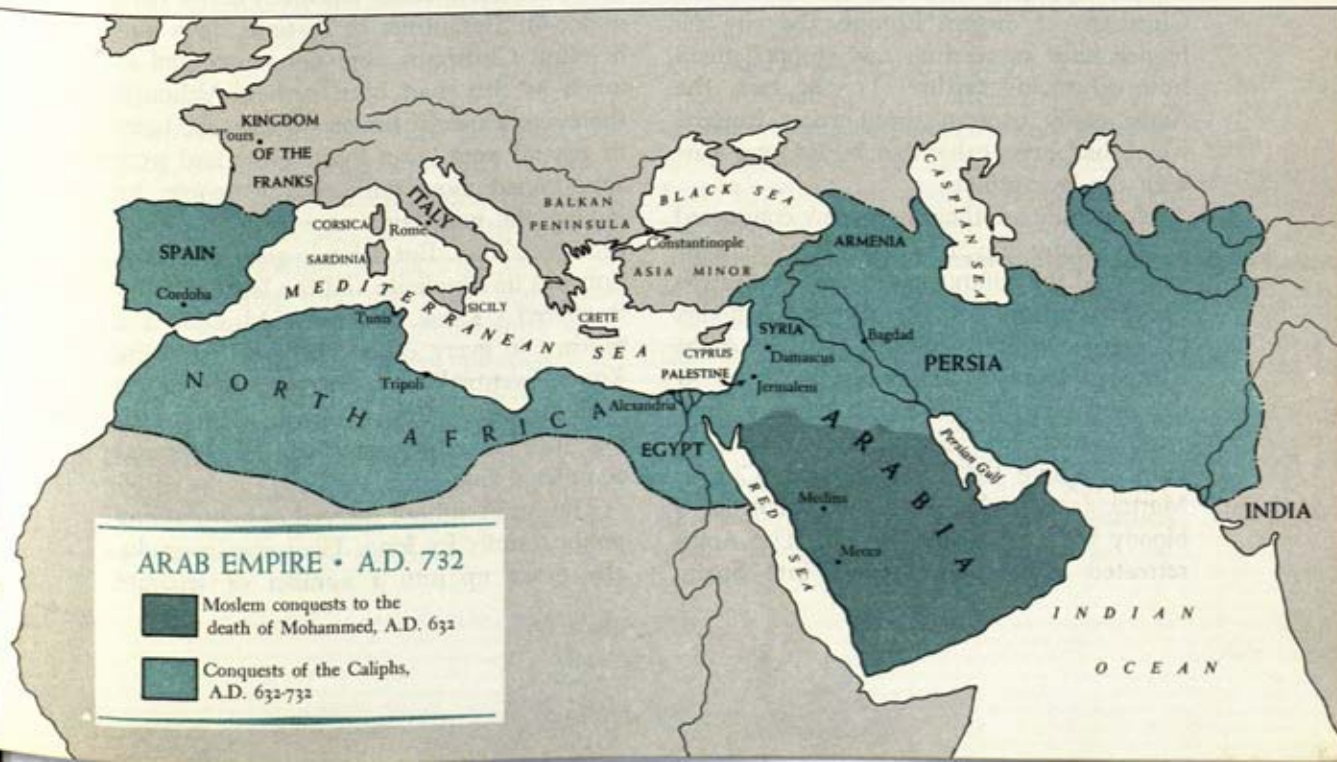 KINGDOM
OF THE
FRANKS
Tours
SPAIN
Cordoba
CORSICA
SARDINIA
ITALY
Rome
SICILY
MEDITERRANEAN SEA
BALKAN
PENINSULA
BLACK SEA
Constantinople
ASIA MINOR
CRETE
CYPRUS
CASPIAN SEA
ARMENIA
SYRIA
Damascus
PALESTINE
Jerusalem
Bagdad
PERSIA
Tunis
Tripoli
NORTH AFRICA
Alexandria
EGYPT
RED SEA
ARABIA
Medina
Mecca
Persian Gulf
INDIA
INDIAN
OCEAN
ARAB EMPIRE • A.D. 732
Moslem conquests to the
death of Mohammed, A.D. 632
Conquests of the Caliphs,
A.D. 632-732